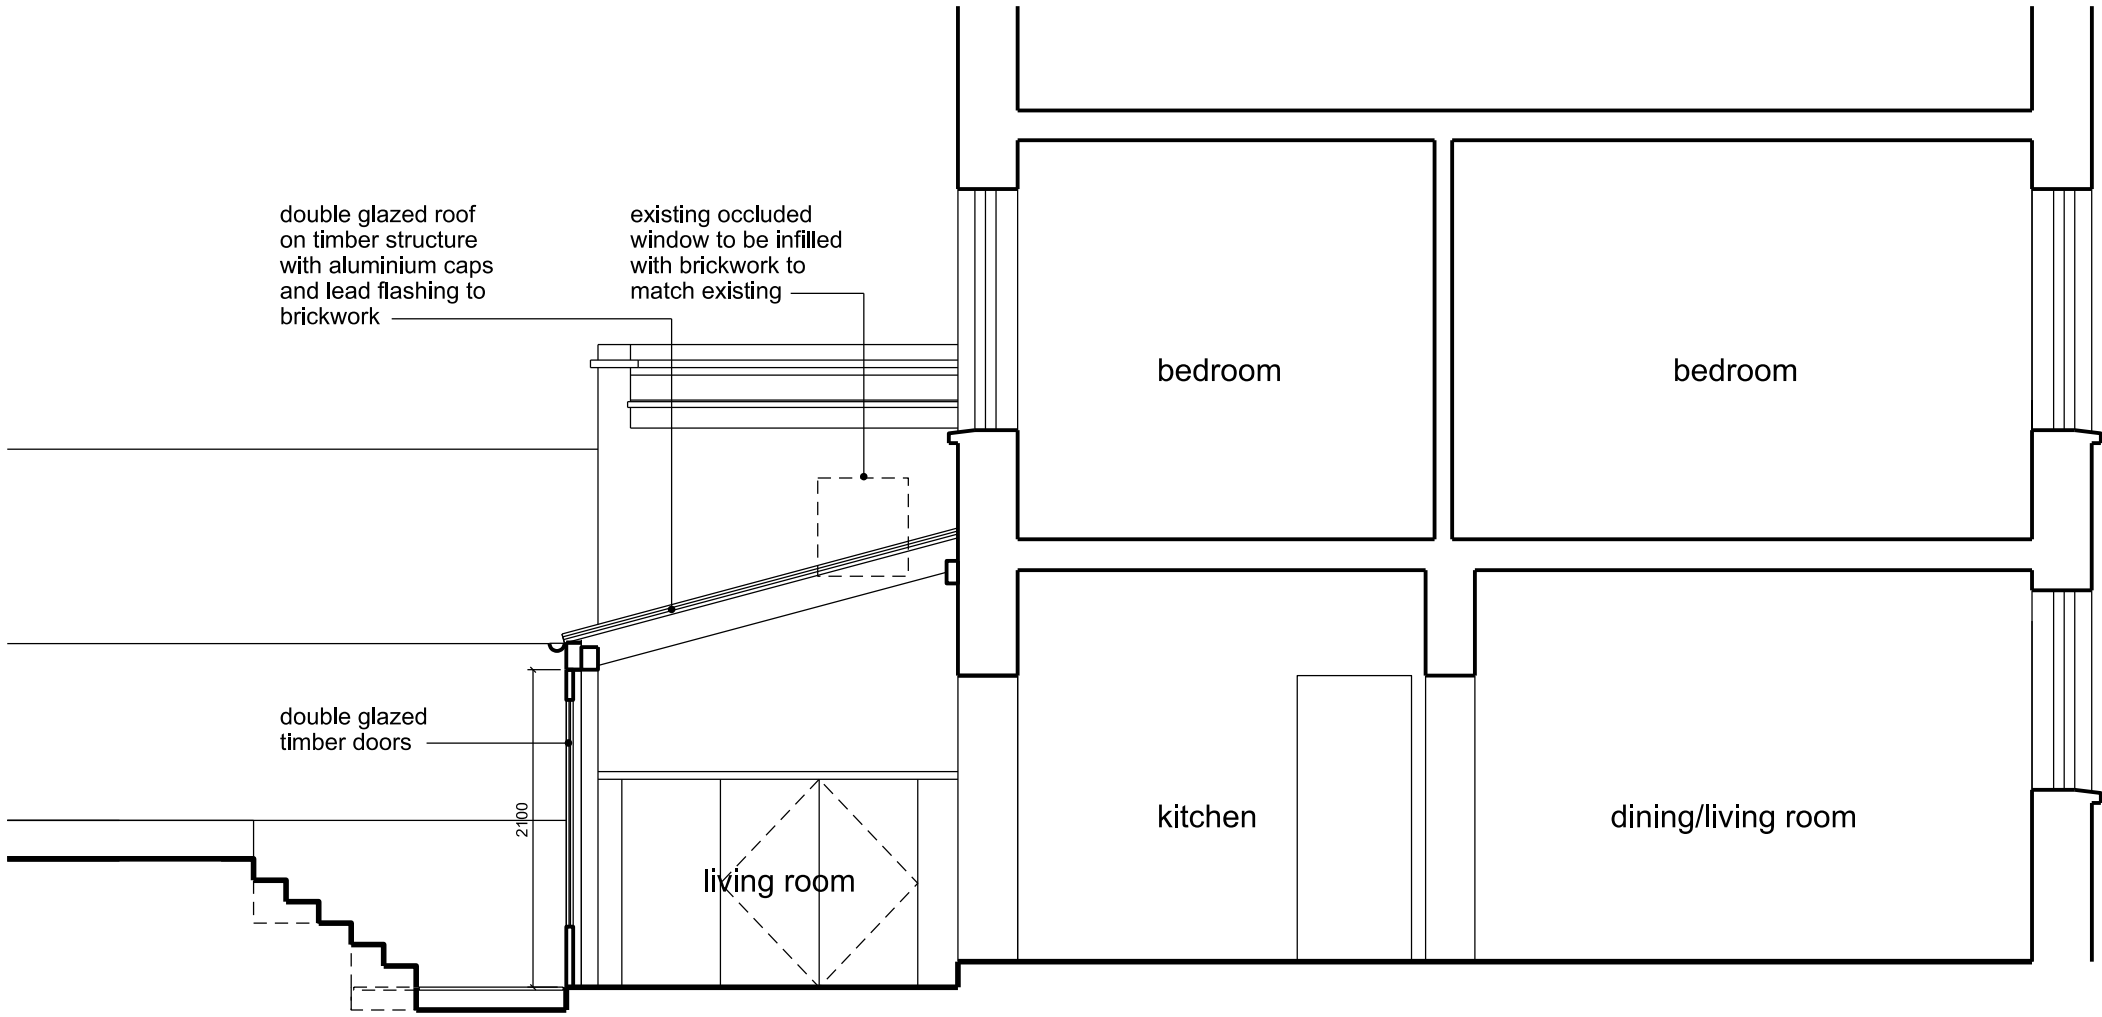 double glazed roof
on timber structure
with aluminium caps
and lead flashing to
brickwork
existing occluded
window to be infilled
with brickwork to
match existing
bedroom
bedroom
double glazed
timber doors
2100
kitchen
dining/living room
living room